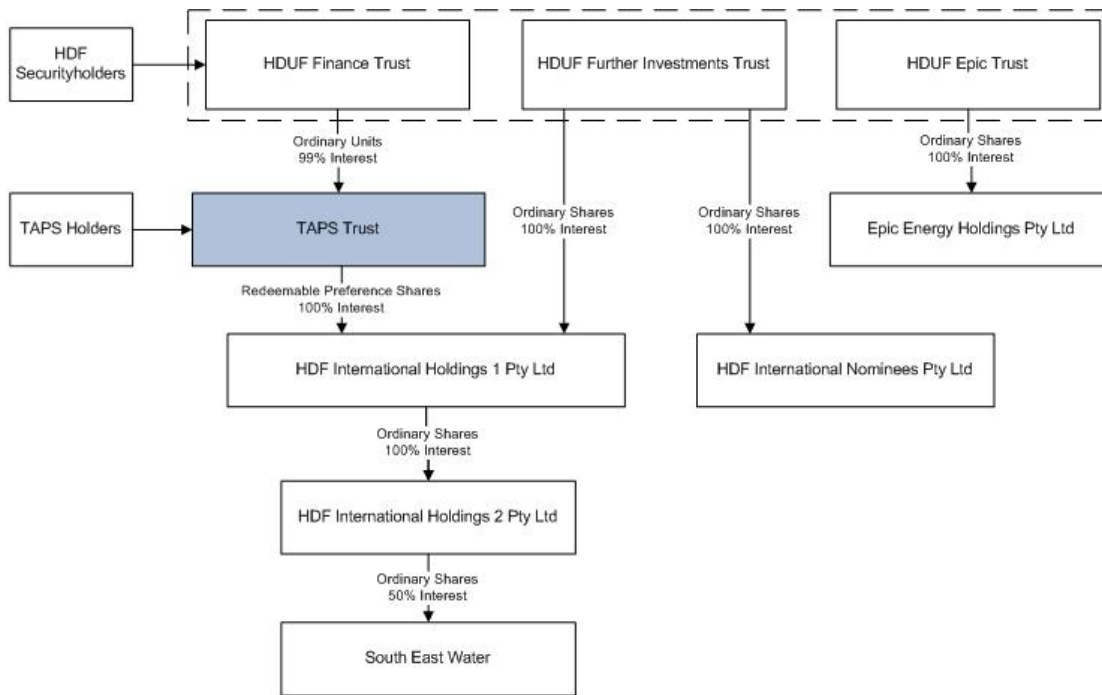 HDF
Securityholders
HDUF Finance Trust
HDUF Further Investments Trust
HDUF Epic Trust
Ordinary Units
99% Interest
Ordinary Shares
100% Interest
TAPS Holders
TAPS Trust
Ordinary Shares
100% Interest
Ordinary Shares
100% Interest
Epic Energy Holdings Pty Ltd
Redeemable Preference Shares
100% Interest
HDF International Holdings 1 Pty Ltd
HDF International Nominees Pty Ltd
Ordinary Shares
100% Interest
HDF International Holdings 2 Pty Ltd
Ordinary Shares
50% Interest
South East Water